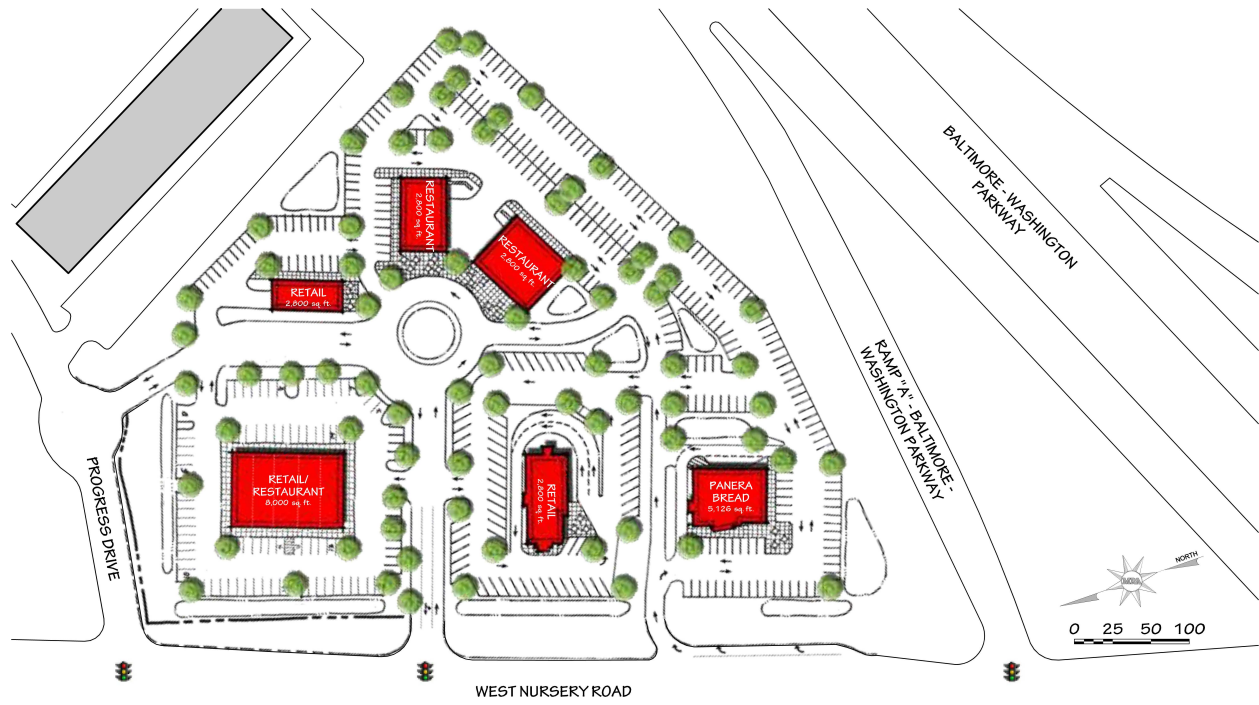 BALTIMORE - WASHINGTON
PARKWAY
RESTAURANT
2,800 sq. ft.
RESTAURANT
2,800 sq. ft.
RETAIL
2,800 sq. ft.
RAMP "A" - BALTIMORE -
WASHINGTON PARKWAY
RETAIL/
RESTAURANT
8,000 sq. ft.
RETAIL
2,800 sq. ft.
PANERA
BREAD
5,126 sq. ft.
PROGRESS DRIVE
NORTH
0 25 50 100
WEST NURSERY ROAD